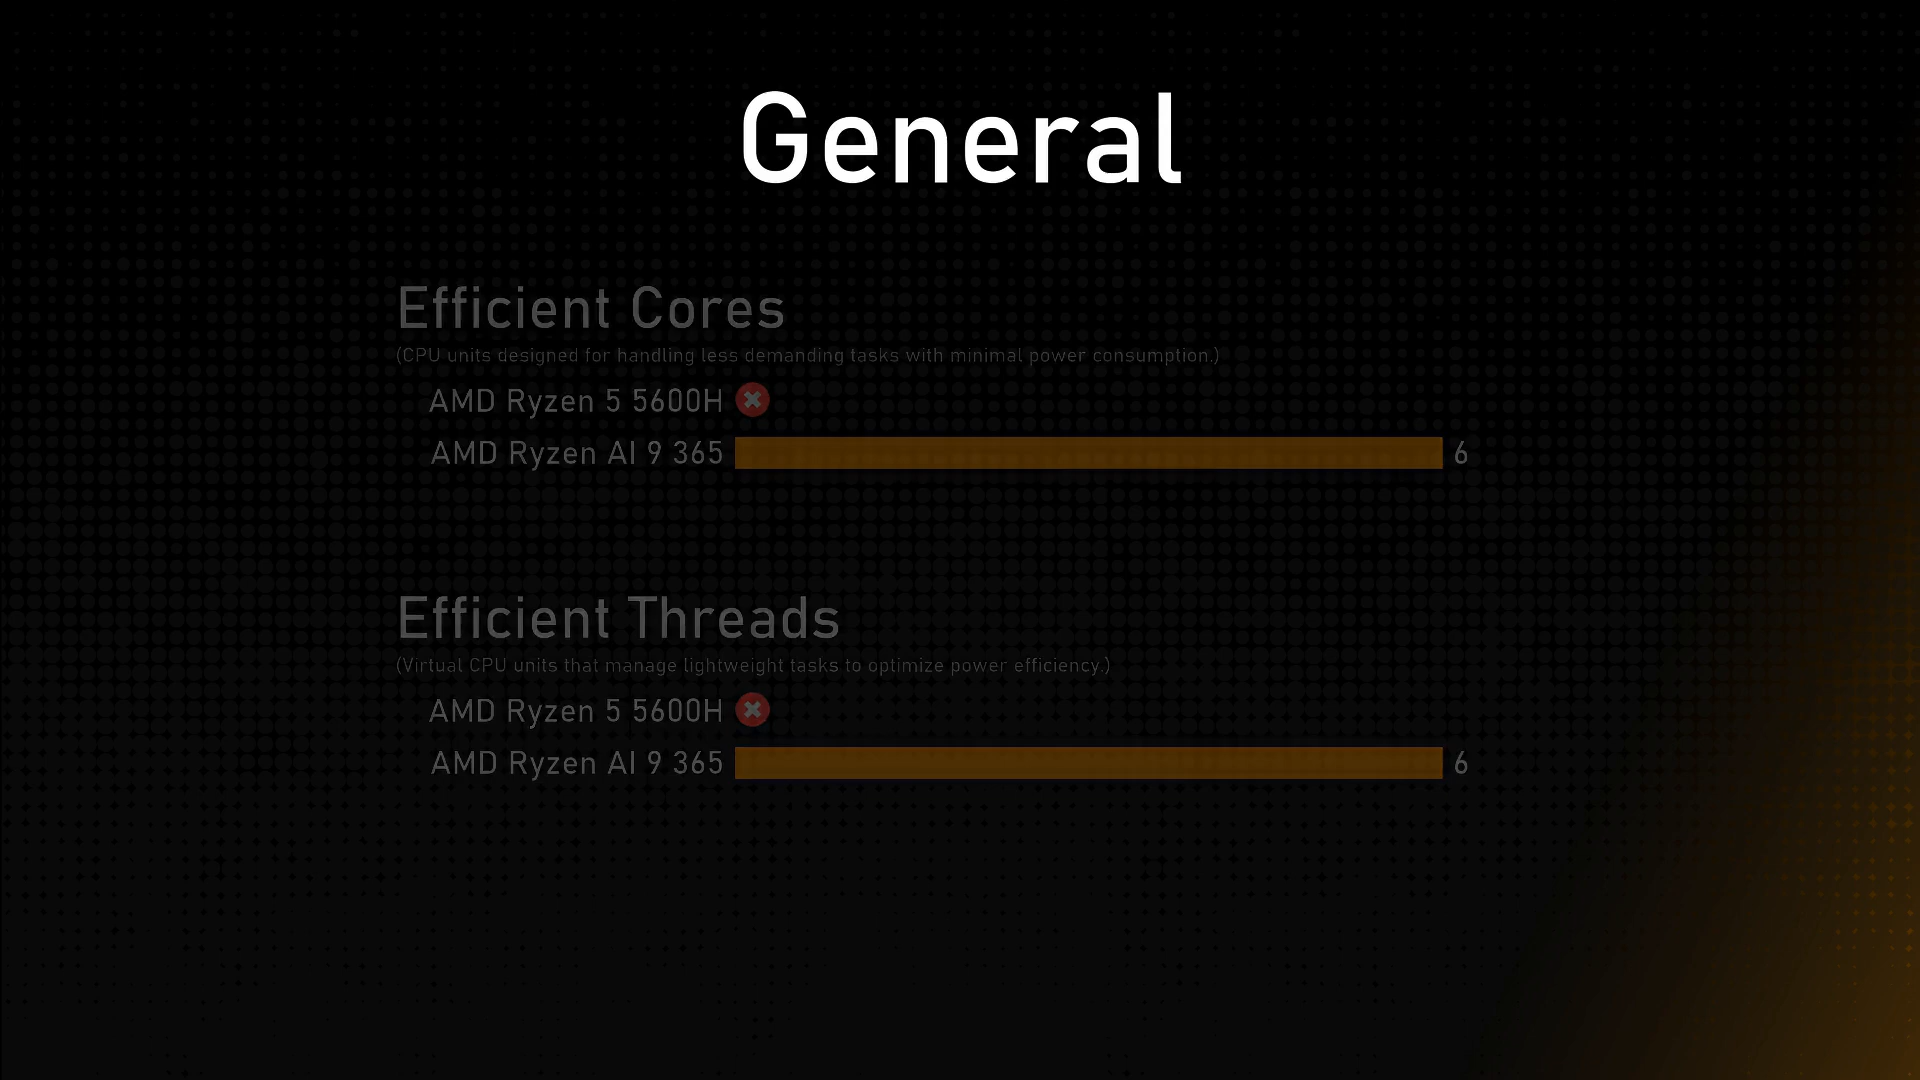 General
Efficient Cores
(CPU units designed for handling less demanding tasks with minimal power consumption.)
AMD Ryzen 5 5600H
AMD Ryzen AI 9 365 6
Efficient Threads
(Virtual CPU units that manage lightweight tasks to optimize power efficiency.)
AMD Ryzen 5 5600H
AMD Ryzen AI 9 365 6